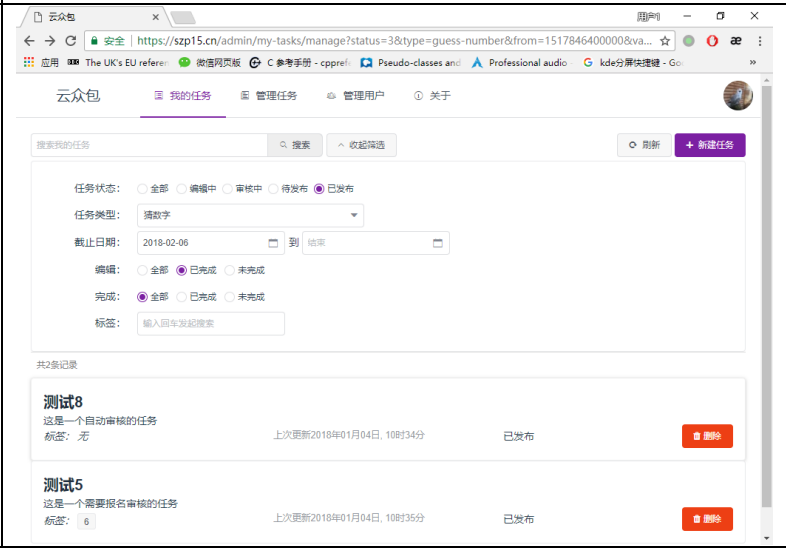 云众包 用户1
安全 | https://szp15.cn/admin/my-tasks/manage?status=3&type=guess-number&from=1517846400000&va...
应用 The UK's EU referen 微信网页版 C 参考手册 - cppref Pseudo-classes and Professional audio - kde分屏快捷键 - Goo »
云众包 我的任务 管理任务 管理用户 关于
搜索我的任务 搜索 收起筛选 刷新 + 新建任务
任务状态： 全部 编辑中 审核中 待发布 已发布
任务类型： 猜数字
截止日期： 2018-02-06 到 结束
编辑： 全部 已完成 未完成
完成： 全部 已完成 未完成
标签： 输入回车发起搜索
共2条记录
测试8
这是一个自动审核的任务
标签： 无 上次更新2018年01月04日, 10时34分 已发布 删除
测试5
这是一个需要报名审核的任务
标签： 6 上次更新2018年01月04日, 10时35分 已发布 删除